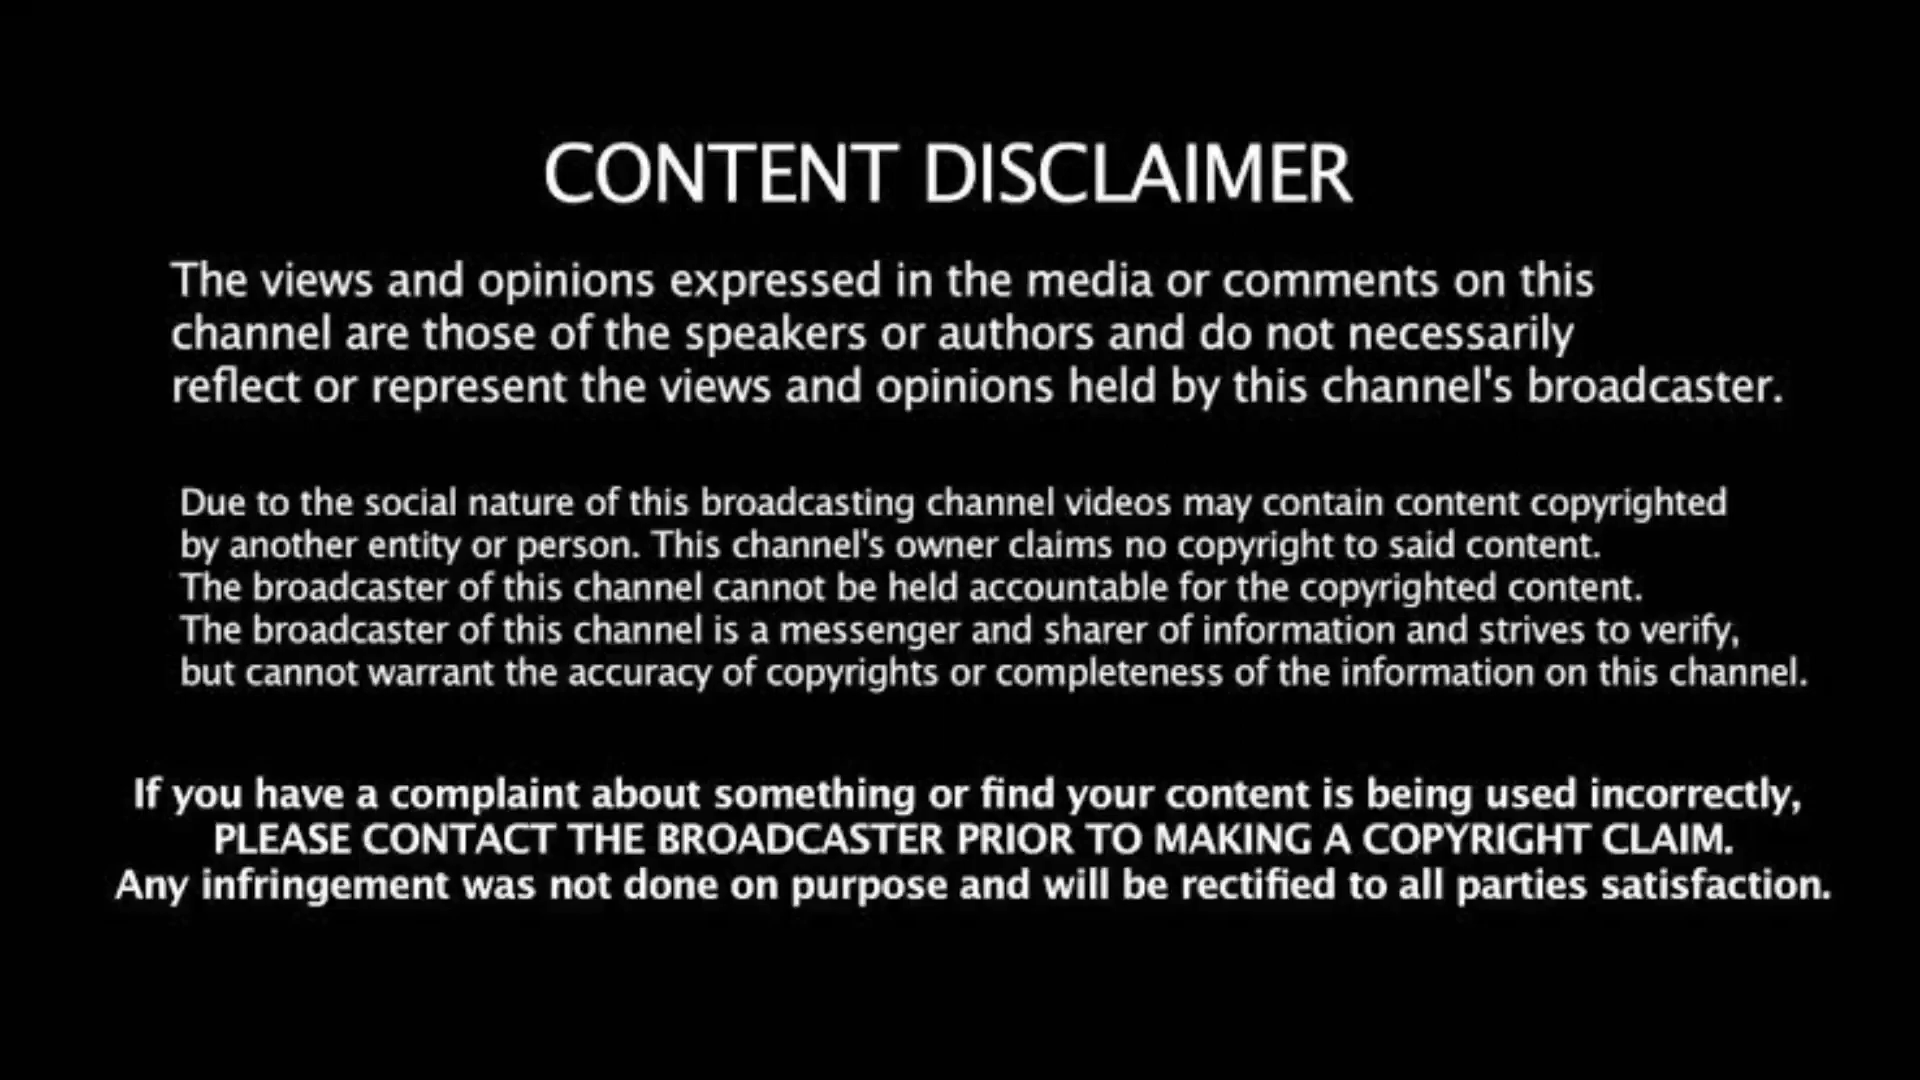 CONTENT DISCLAIMER
The views and opinions expressed in the media or comments on this
channel are those of the speakers or authors and do not necessarily
reflect or represent the views and opinions held by this channel's broadcaster.
Due to the social nature of this broadcasting channel videos may contain content copyrighted
by another entity or person. This channel's owner claims no copyright to said content.
The broadcaster of this channel cannot be held accountable for the copyrighted content.
The broadcaster of this channel is a messenger and sharer of information and strives to verify,
but cannot warrant the accuracy of copyrights or completeness of the information on this channel.
If you have a complaint about something or find your content is being used incorrectly,
PLEASE CONTACT THE BROADCASTER PRIOR TO MAKING A COPYRIGHT CLAIM.
Any infringement was not done on purpose and will be rectified to all parties satisfaction.